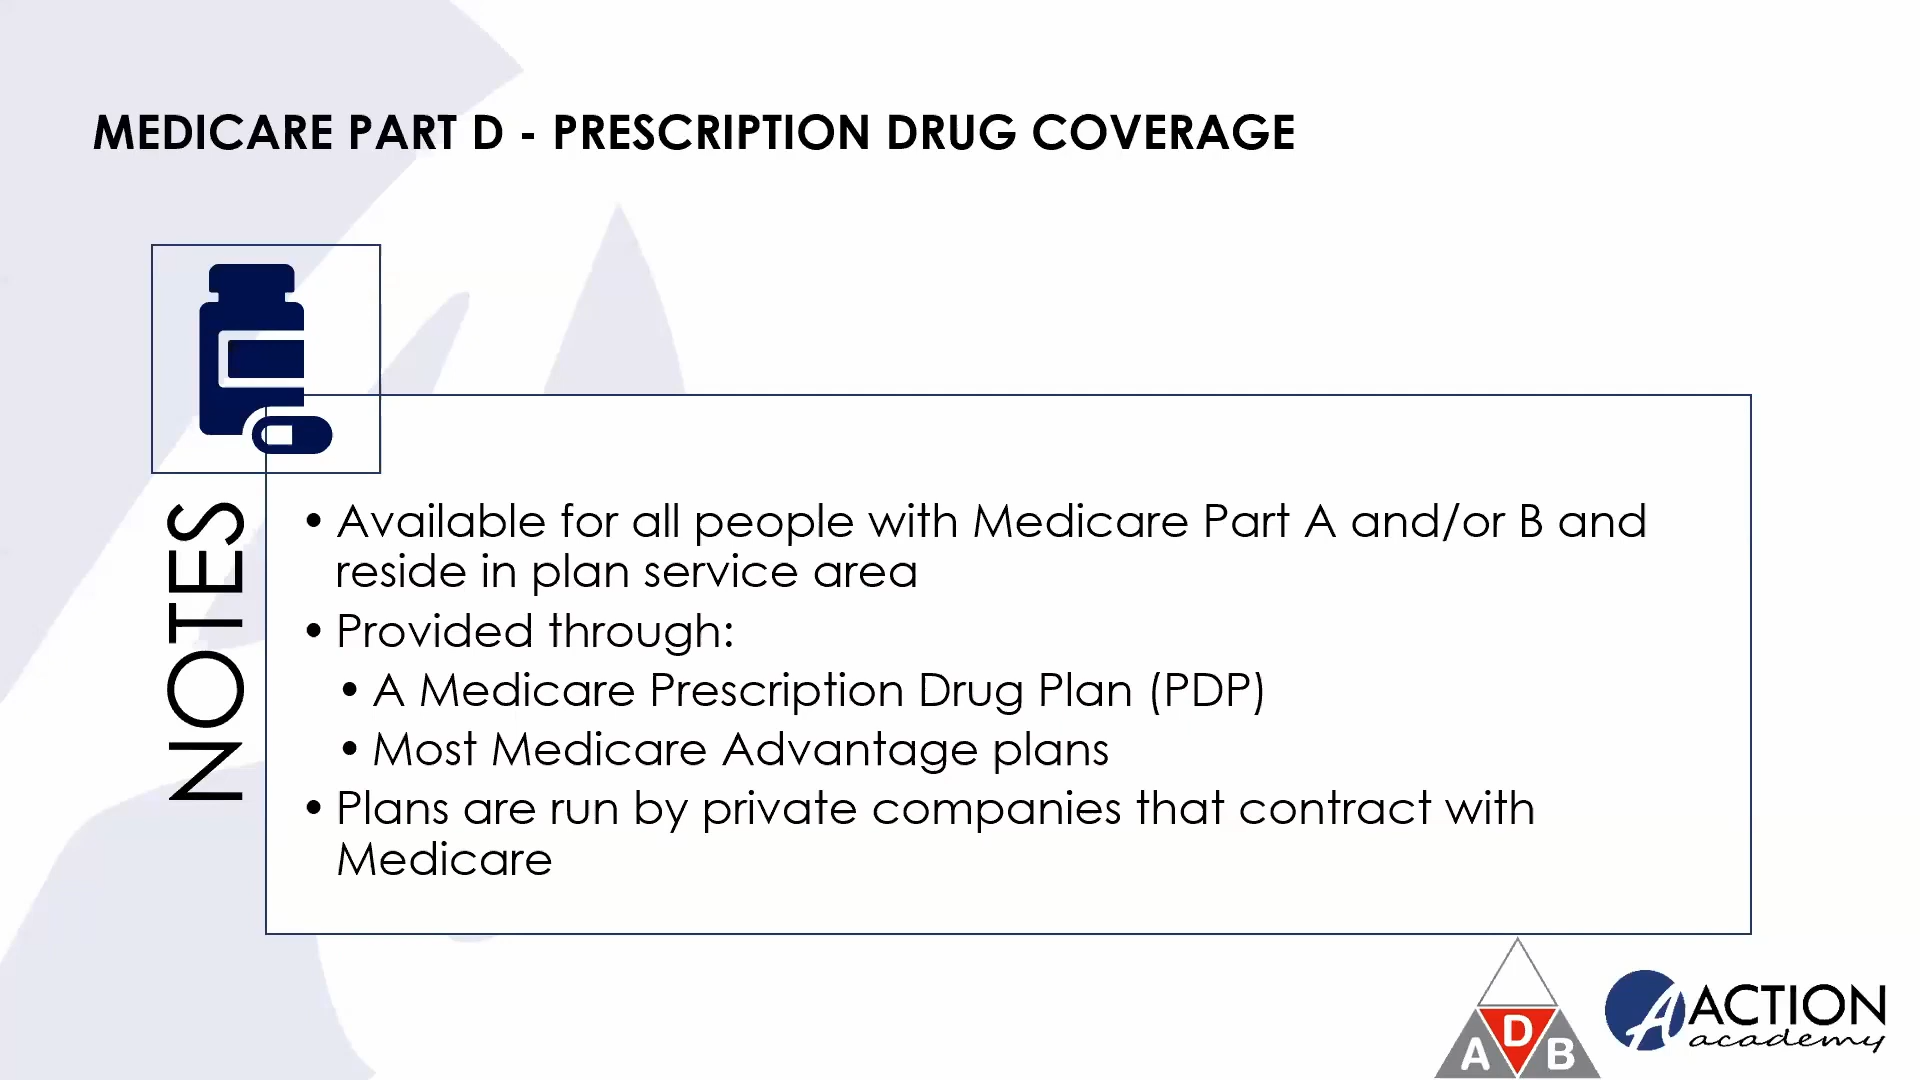 MEDICARE PART D - PRESCRIPTION DRUG COVERAGE
NOTES
• Available for all people with Medicare Part A and/or B and
reside in plan service area
• Provided through:
• A Medicare Prescription Drug Plan (PDP)
• Most Medicare Advantage plans
• Plans are run by private companies that contract with
Medicare
A D B
A ACTION
academy